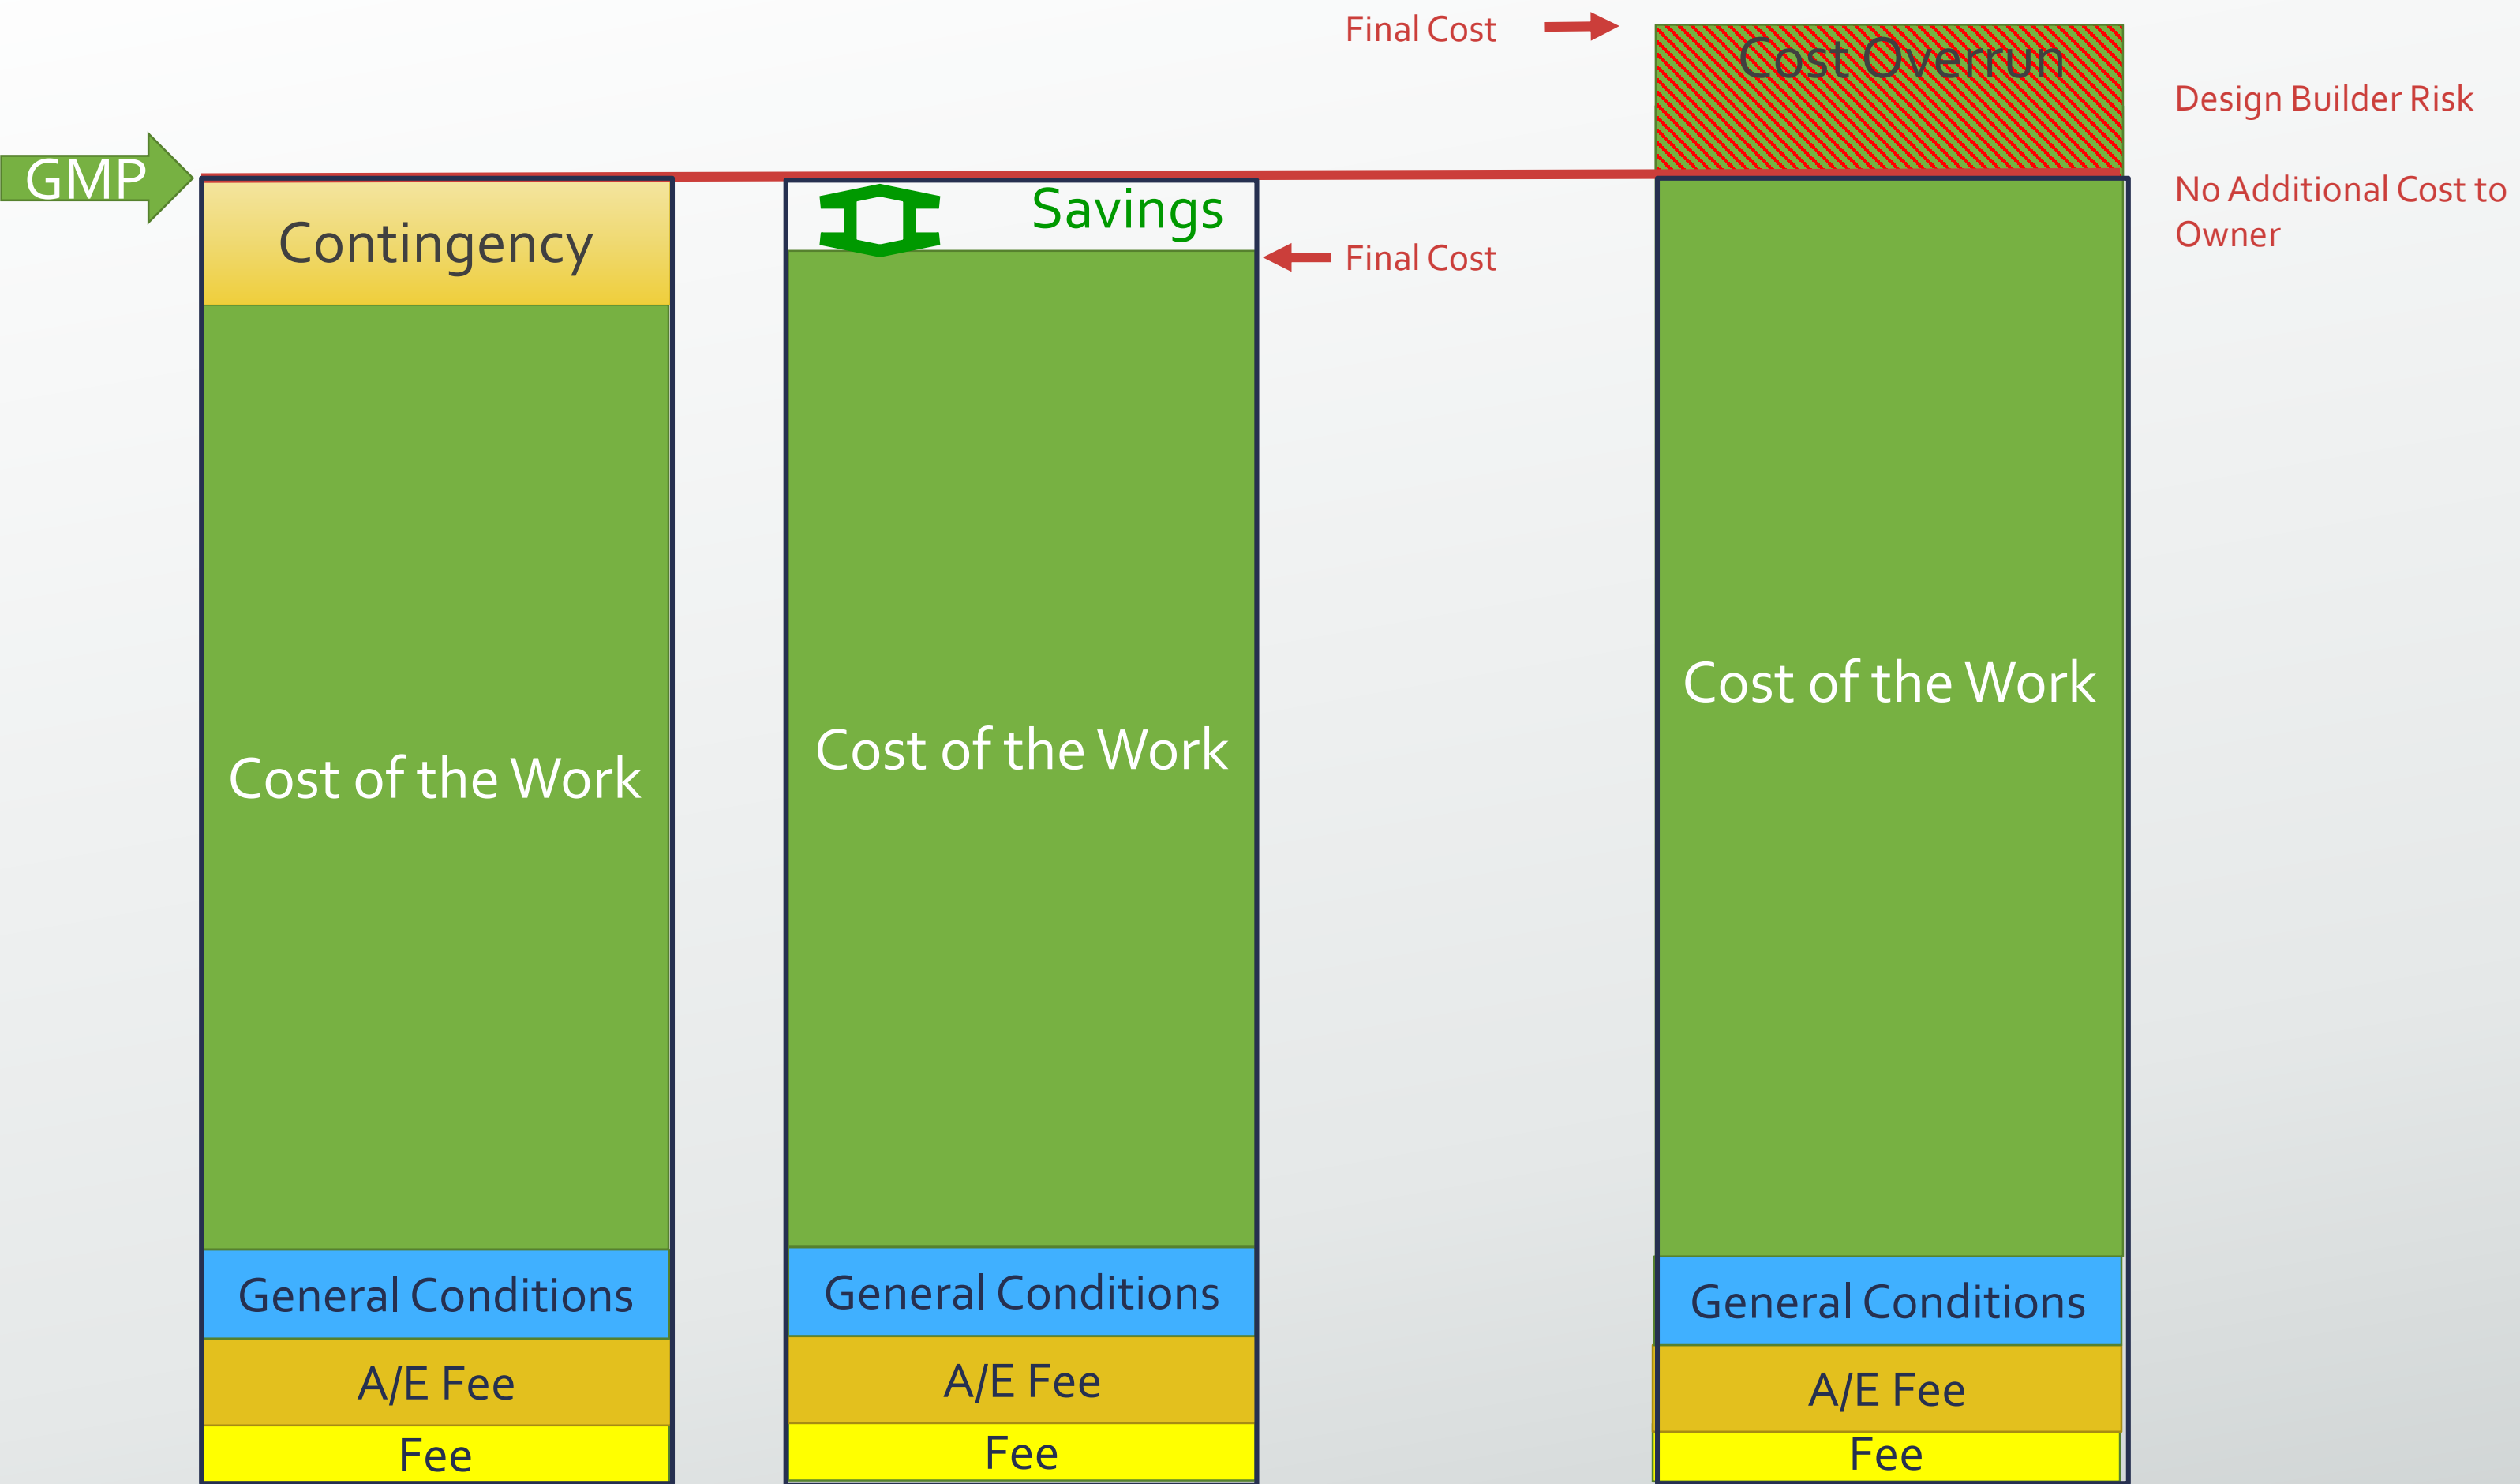 Final Cost
Cost Overrun
Design Builder Risk
GMP
No Additional Cost to
Owner
Contingency
Savings
Final Cost
Cost of the Work
Cost of the Work
Cost of the Work
General Conditions
General Conditions
General Conditions
A/E Fee
A/E Fee
A/E Fee
Fee
Fee
Fee